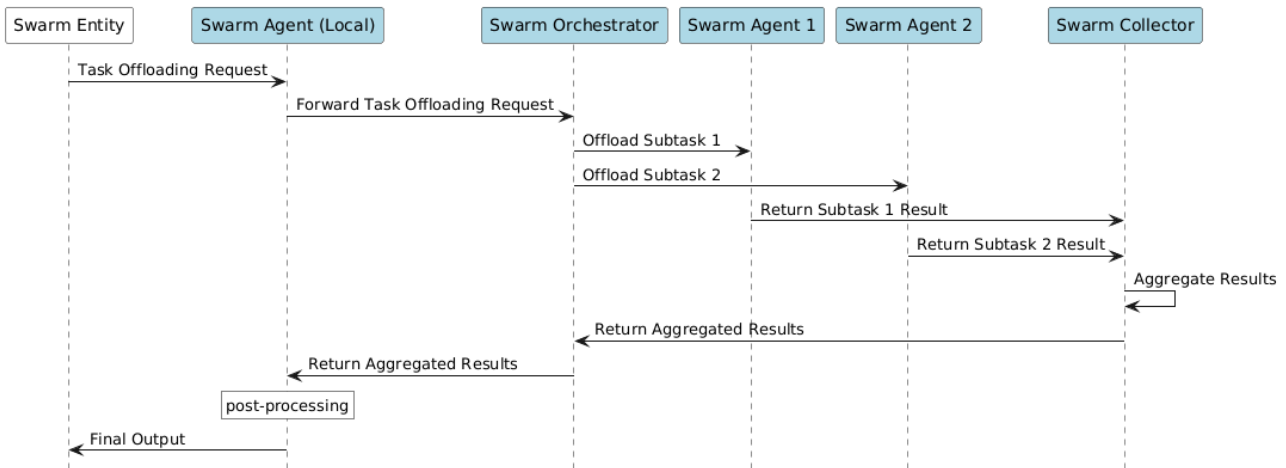 Swarm Entity
Swarm Agent (Local)
Swarm Orchestrator
Swarm Agent 1
Swarm Agent 2
Swarm Collector
Task Offloading Request
Forward Task Offloading Request
Offload Subtask 1
Offload Subtask 2
Return Subtask 1 Result
Return Subtask 2 Result
Aggregate Results
Return Aggregated Results
Return Aggregated Results
post-processing
Final Output